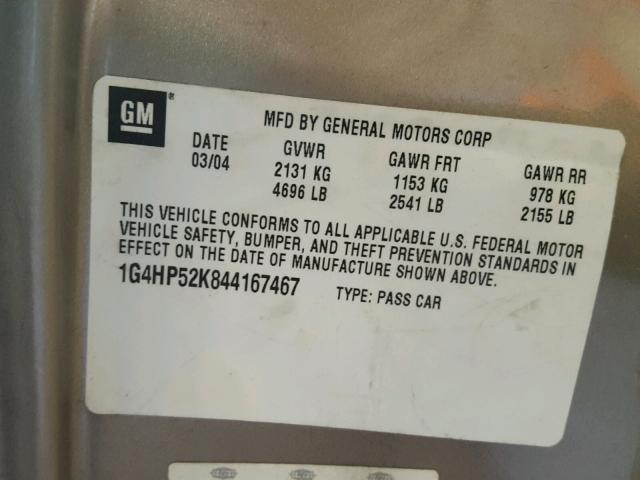 GM®
MFD BY GENERAL MOTORS CORP
DATE GVWR GAWR FRT GAWR RR
03/04 2131 KG 1153 KG 978 KG
4696 LB 2541 LB 2155 LB
THIS VEHICLE CONFORMS TO ALL APPLICABLE U.S. FEDERAL MOTOR
VEHICLE SAFETY, BUMPER, AND THEFT PREVENTION STANDARDS IN
EFFECT ON THE DATE OF MANUFACTURE SHOWN ABOVE.
1G4HP52K844167467 TYPE: PASS CAR